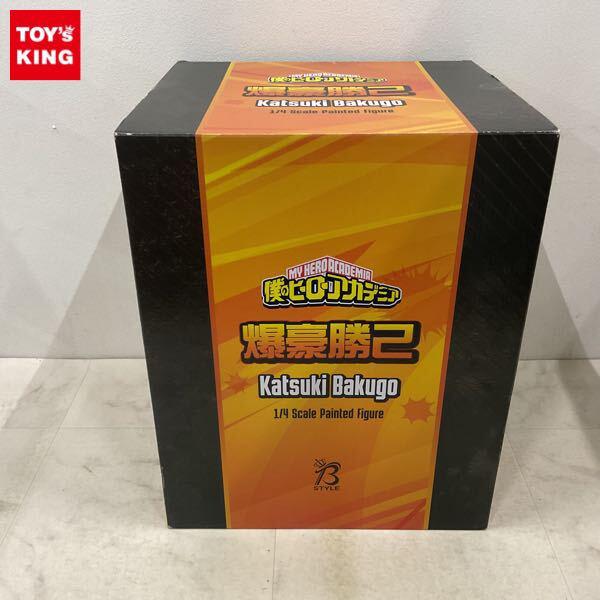 TOY's
KING
MY HERO ACADEMIA
僕のヒーローアカデミア
爆豪勝己
Katsuki Bakugo
1/4 Scale Painted Figure
MY HERO ACADEMIA
僕のヒーローアカデミア
爆豪勝己
Katsuki Bakugo
1/4 Scale Painted Figure
B
STYLE